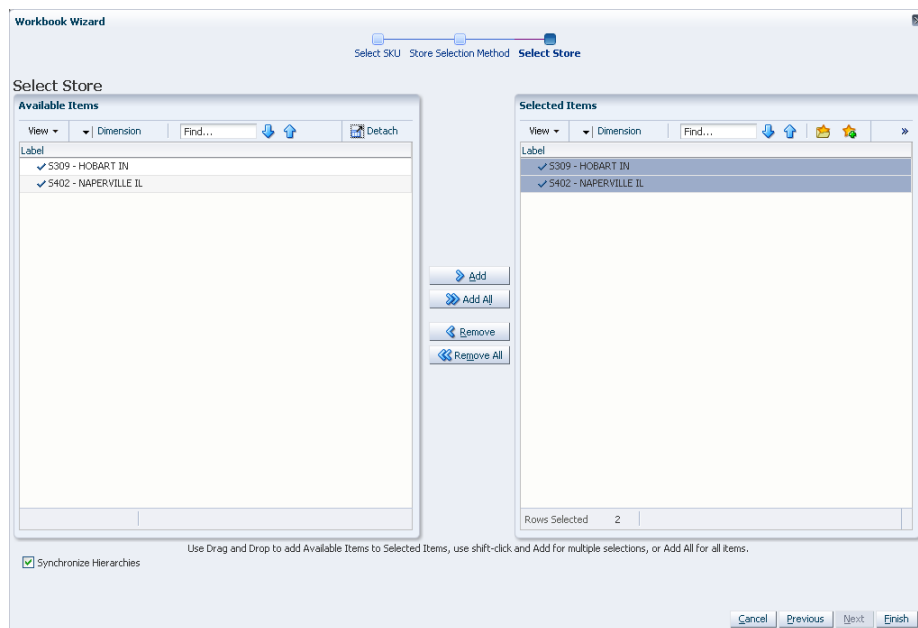 Workbook Wizard
Select SKU Store Selection Method Select Store
Select Store
Available Items
View Dimension Find... Detach
Label
S309 - HOBART IN
S402 - NAPERVILLE IL
Add
Add All
Remove
Remove All
Selected Items
View Dimension Find... »
Label
S309 - HOBART IN
S402 - NAPERVILLE IL
Rows Selected 2
Use Drag and Drop to add Available Items to Selected Items, use shift-click and Add for multiple selections, or Add All for all items.
Synchronize Hierarchies
Cancel Previous Next Finish